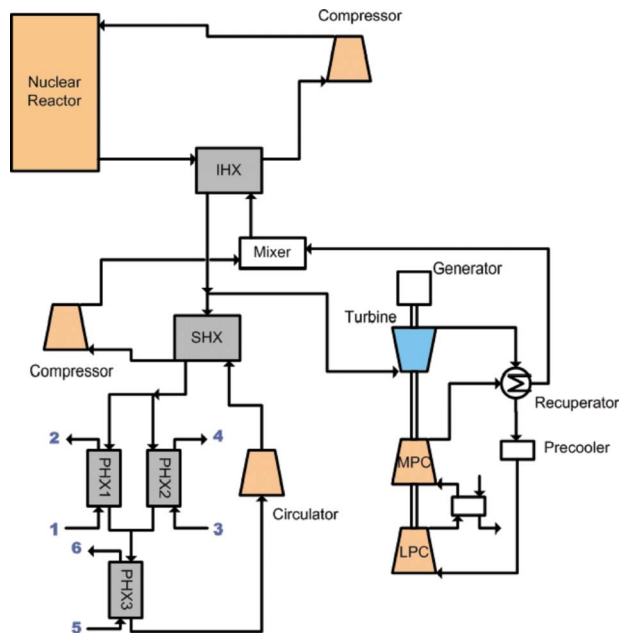 Compressor
Nuclear
Reactor
IHX
Mixer
Generator
Turbine
SHX
Compressor
Recuperator
Precooler
2
4
MPC
PHX1
PHX2
Circulator
1
3
LPC
6
PHX3
5